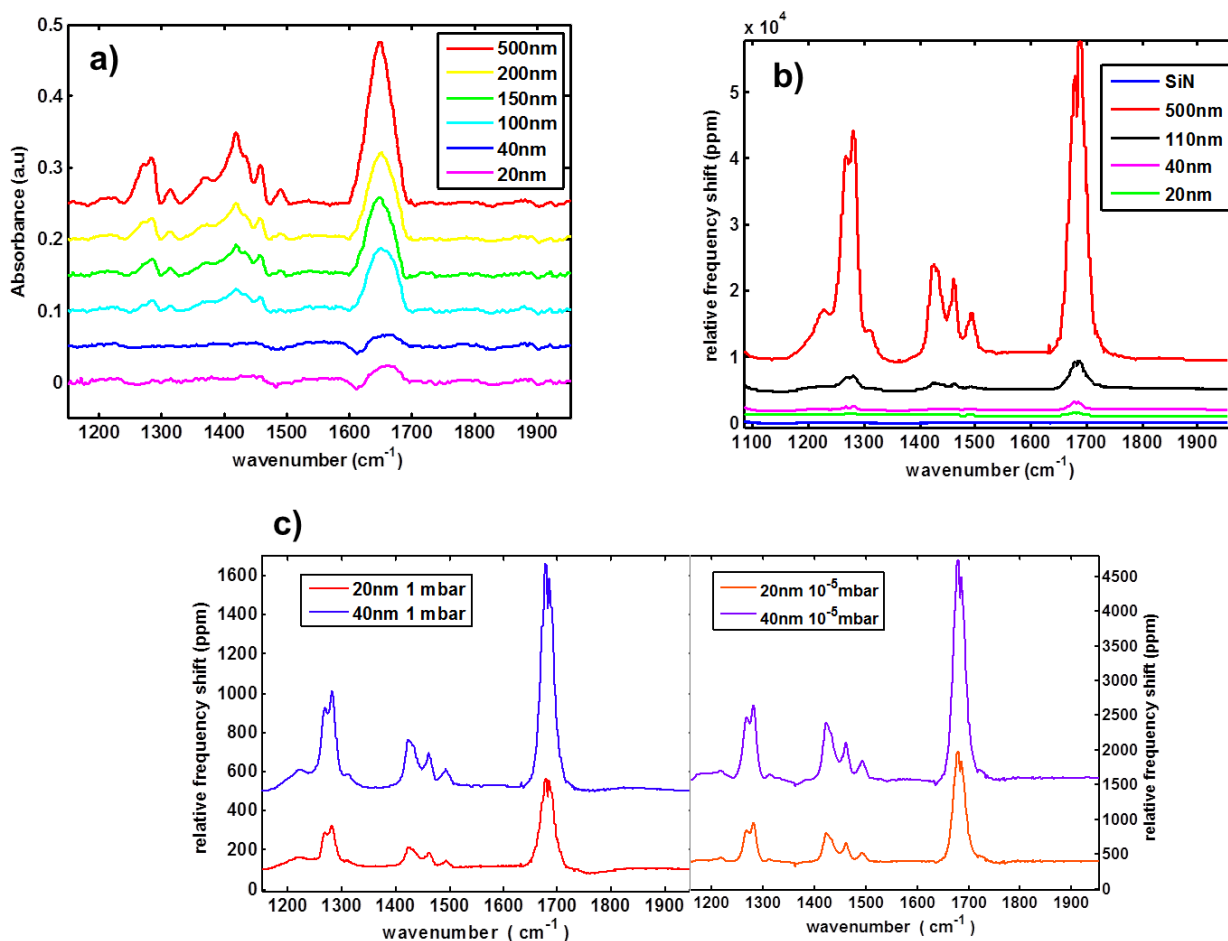 a)
0.5
0.4
0.3
0.2
0.1
0
Absorbance (a.u)
500nm
200nm
150nm
100nm
40nm
20nm
1200 1300 1400 1500 1600 1700 1800 1900
wavenumber (cm⁻¹)
b)
x 10⁴
5
4
3
2
1
0
relative frequency shift (ppm)
SiN
500nm
110nm
40nm
20nm
1100 1200 1300 1400 1500 1600 1700 1800 1900
wavenumber (cm⁻¹)
c)
1600
1400
1200
1000
800
600
400
200
0
relative frequency shift (ppm)
20nm 1 mbar
40nm 1 mbar
1200 1300 1400 1500 1600 1700 1800 1900
wavenumber ( cm⁻¹)
20nm 10⁻⁵mbar
40nm 10⁻⁵mbar
4500
4000
3500
3000
2500
2000
1500
1000
500
0
relative frequency shift (ppm)
1200 1300 1400 1500 1600 1700 1800 1900
wavenumber ( cm⁻¹)